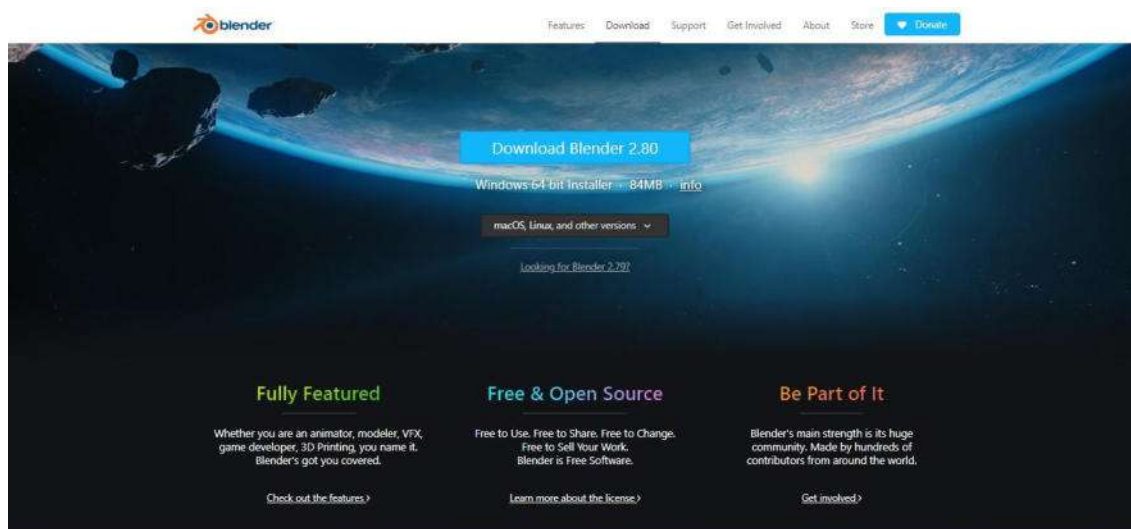 blender
Features Download Support Get Involved About Store Donate
Download Blender 2.80
Windows 64 bit Installer · 84MB · info
macOS, Linux, and other versions
Looking for Blender 2.79?
Fully Featured
Whether you are an animator, modeler, VFX,
game developer, 3D Printing, you name it.
Blender's got you covered.
Check out the features >
Free & Open Source
Free to Use. Free to Share. Free to Change.
Free to Sell Your Work.
Blender is Free Software.
Learn more about the license >
Be Part of It
Blender's main strength is its huge
community. Made by hundreds of
contributors from around the world.
Get involved >